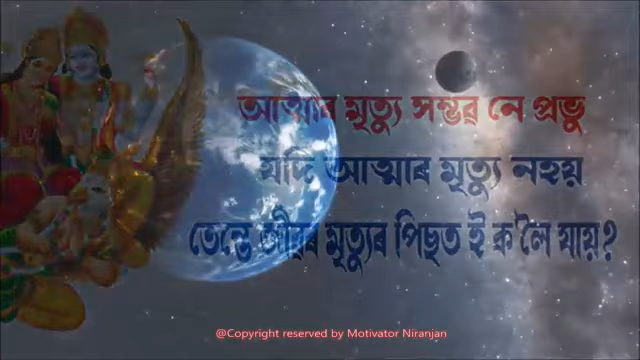 আত্মাৰ মৃত্যু সম্ভৱ নে প্ৰভু
যদি আত্মাৰ মৃত্যু নহয়
তেন্তে জীৱৰ মৃত্যুৰ পিছত ই ক'লৈ যায়?
@Copyright reserved by Motivator Niranjan